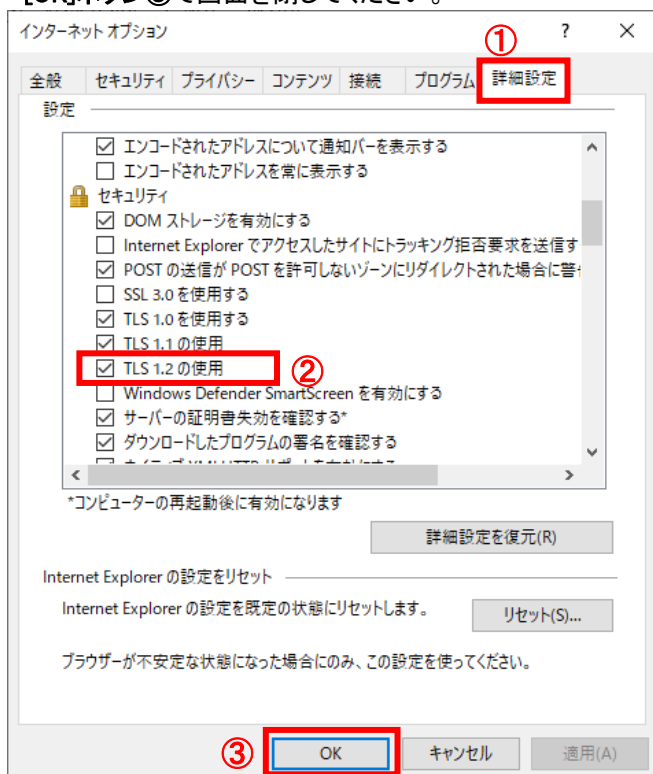 [OK]ボタン③で画面を閉じてください。
インターネット オプション
① ? ×
全般 セキュリティ プライバシー コンテンツ 接続 プログラム 詳細設定
設定
エンコードされたアドレスについて通知バーを表示する
エンコードされたアドレスを常に表示する
セキュリティ
DOM ストレージを有効にする
Internet Explorer でアクセスしたサイトにトラッキング拒否要求を送信す
POST の送信が POST を許可しないゾーンにリダイレクトされた場合に警
SSL 3.0 を使用する
TLS 1.0 を使用する
TLS 1.1 の使用
TLS 1.2 の使用 ②
Windows Defender SmartScreen を有効にする
サーバーの証明書失効を確認する*
ダウンロードしたプログラムの署名を確認する
*コンピューターの再起動後に有効になります
詳細設定を復元(R)
Internet Explorer の設定をリセット
Internet Explorer の設定を既定の状態にリセットします。 リセット(S)...
ブラウザーが不安定な状態になった場合にのみ、この設定を使ってください。
③ OK キャンセル 適用(A)